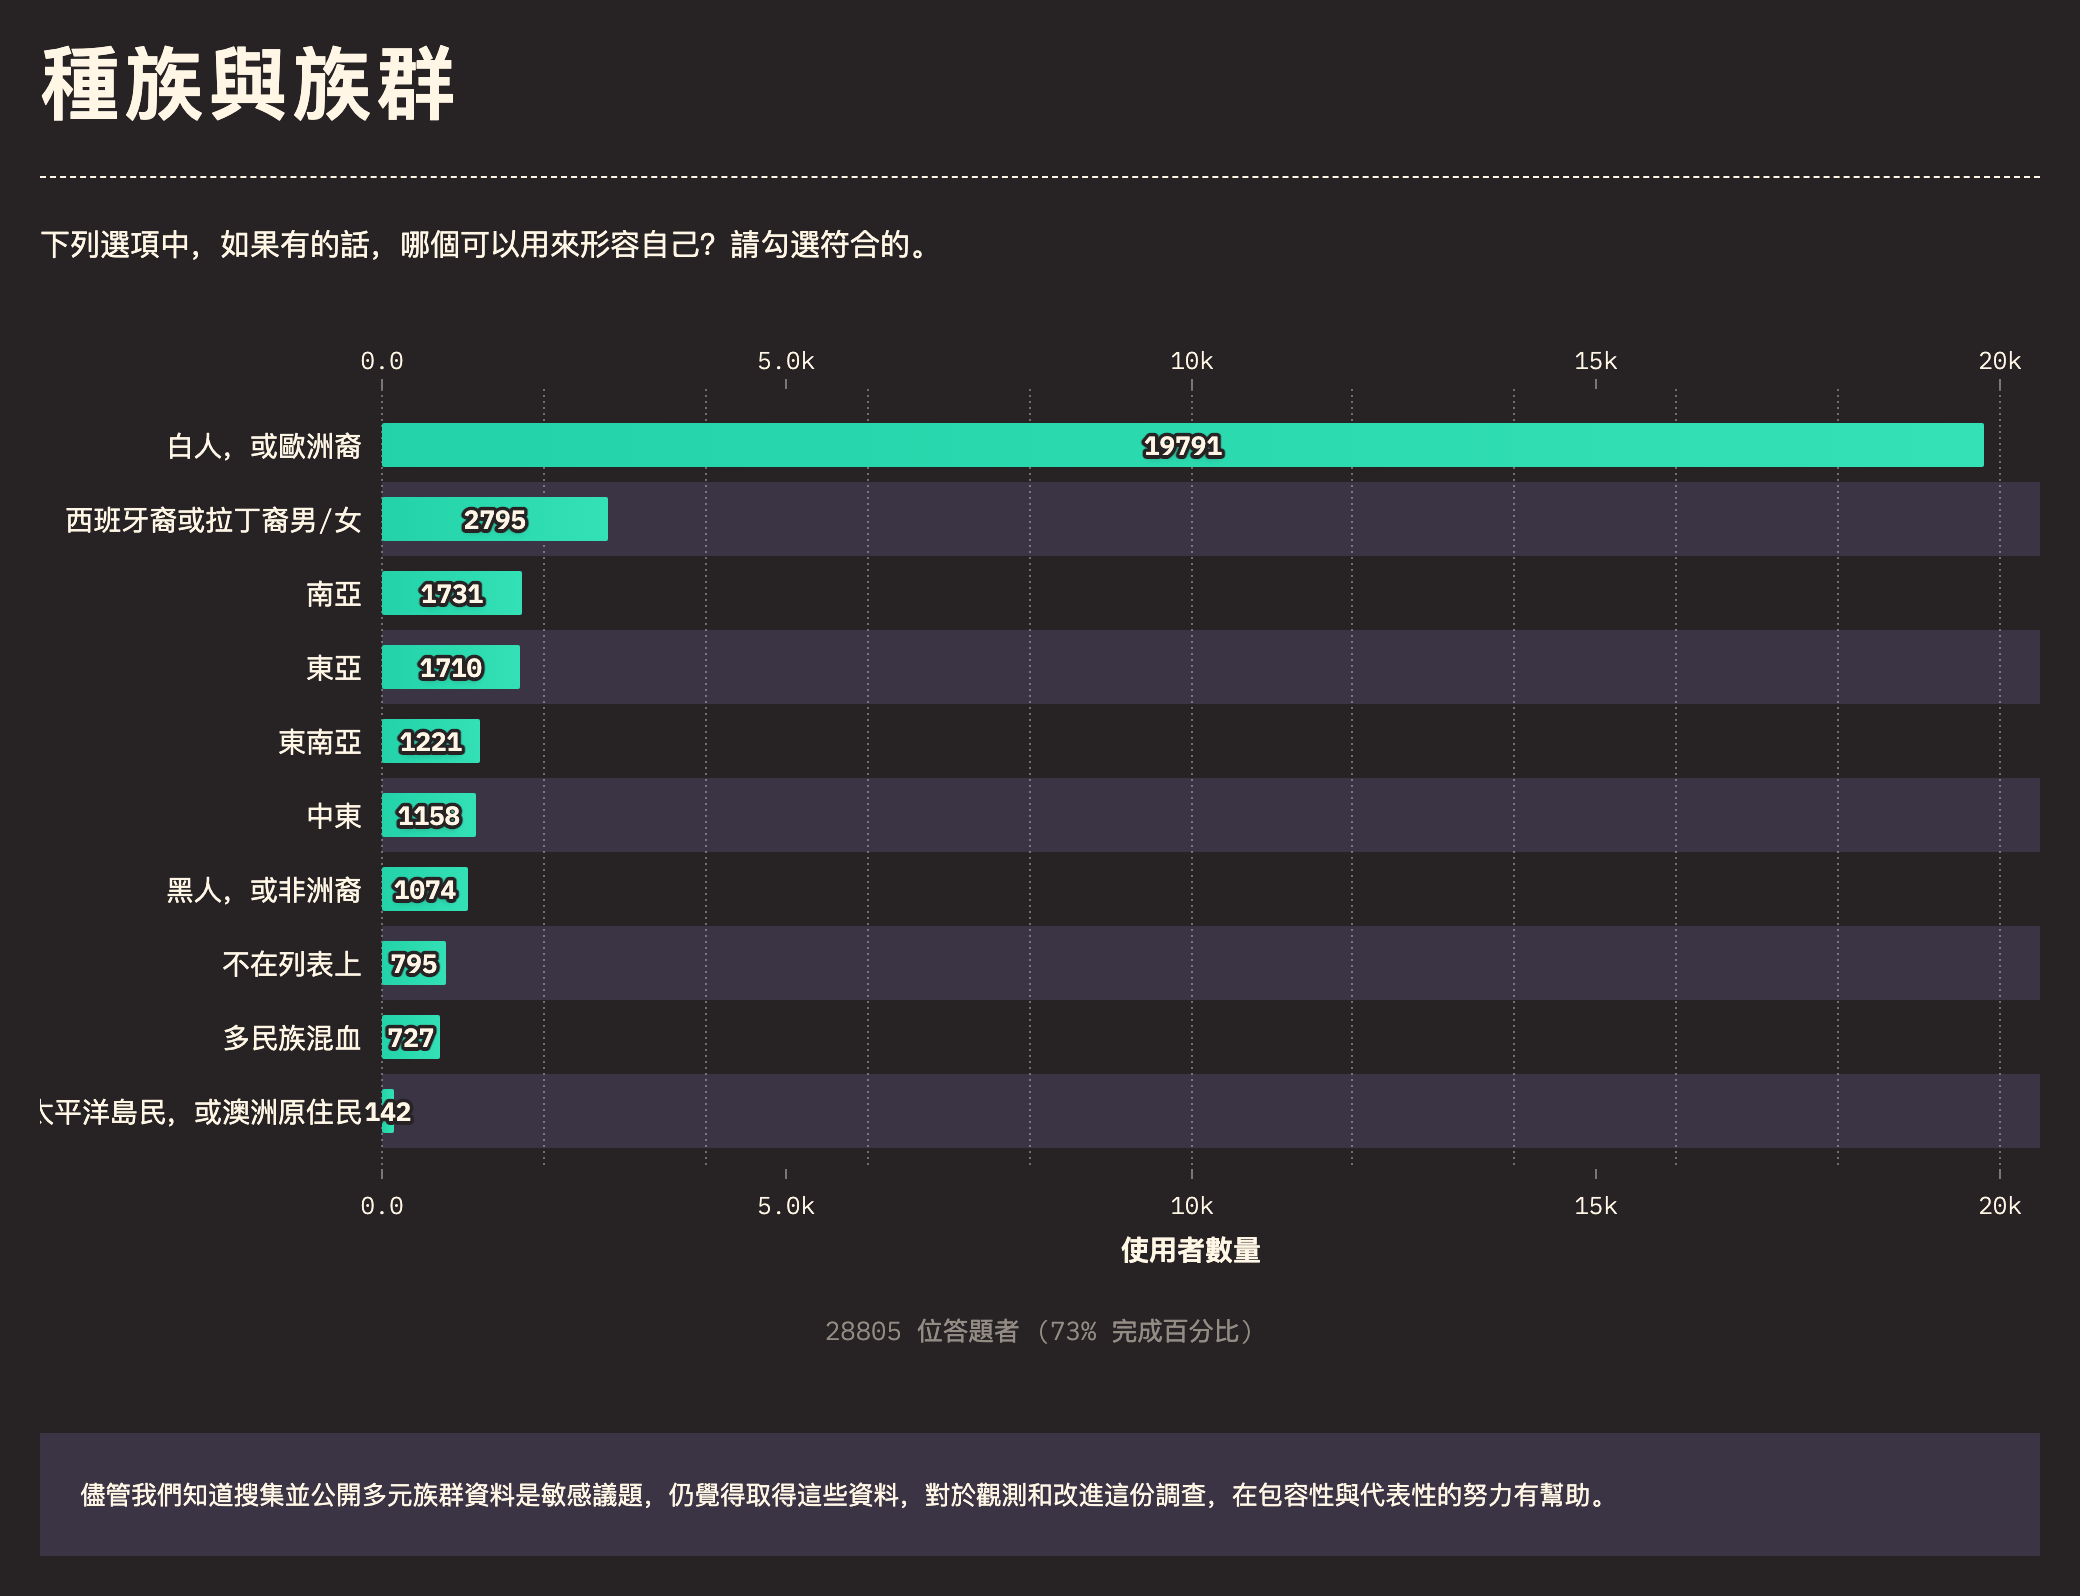 種族與族群
下列選項中，如果有的話，哪個可以用來形容自己？請勾選符合的。
0.0 5.0k 10k 15k 20k
白人，或歐洲裔 19791
西班牙裔或拉丁裔男/女 2795
南亞 1731
東亞 1710
東南亞 1221
中東 1158
黑人，或非洲裔 1074
不在列表上 795
多民族混血 727
平洋島民，或澳洲原住民 142
0.0 5.0k 10k 15k 20k
使用者數量
28805 位答題者（73% 完成百分比）
儘管我們知道搜集並公開多元族群資料是敏感議題，仍覺得取得這些資料，對於觀測和改進這份調查，在包容性與代表性的努力有幫助。